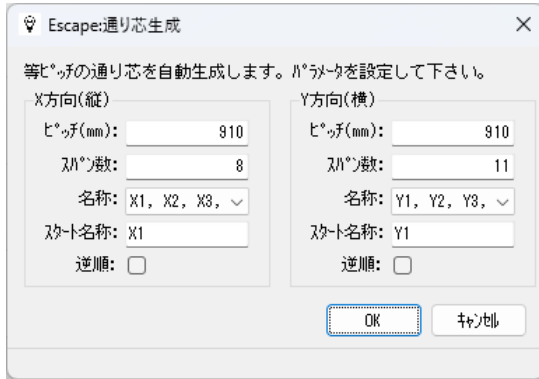 Escape:通り芯生成
等ﾋﾟｯﾁの通り芯を自動生成します。ﾊﾟﾗﾒｰﾀを設定して下さい。
X方向(縦)
ﾋﾟｯﾁ(mm): 910
ｽﾊﾟﾝ数: 8
名称: X1, X2, X3,
ｽﾀｰﾄ名称: X1
逆順:
Y方向(横)
ﾋﾟｯﾁ(mm): 910
ｽﾊﾟﾝ数: 11
名称: Y1, Y2, Y3,
ｽﾀｰﾄ名称: Y1
逆順:
OK
ｷｬﾝｾﾙ